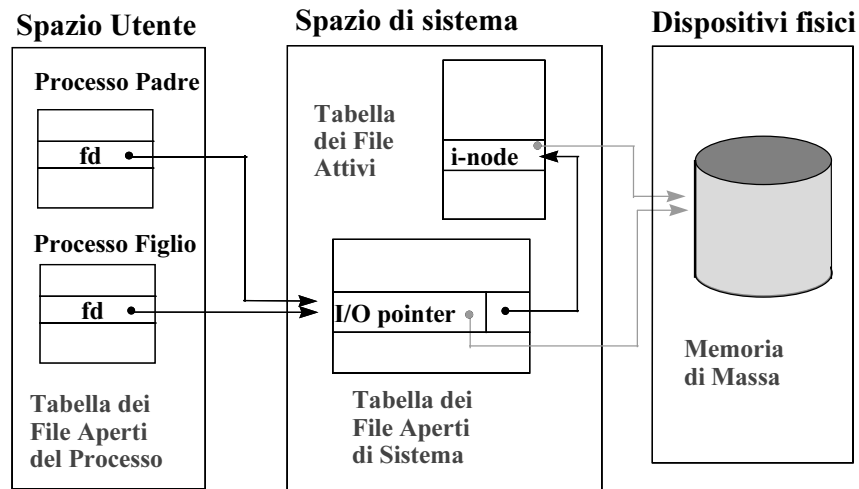 Spazio Utente
Spazio di sistema
Dispositivi fisici
Processo Padre
fd
Processo Figlio
fd
Tabella dei
File Aperti
del Processo
Tabella
dei File
Attivi
i-node
I/O pointer
Tabella dei
File Aperti
di Sistema
Memoria
di Massa